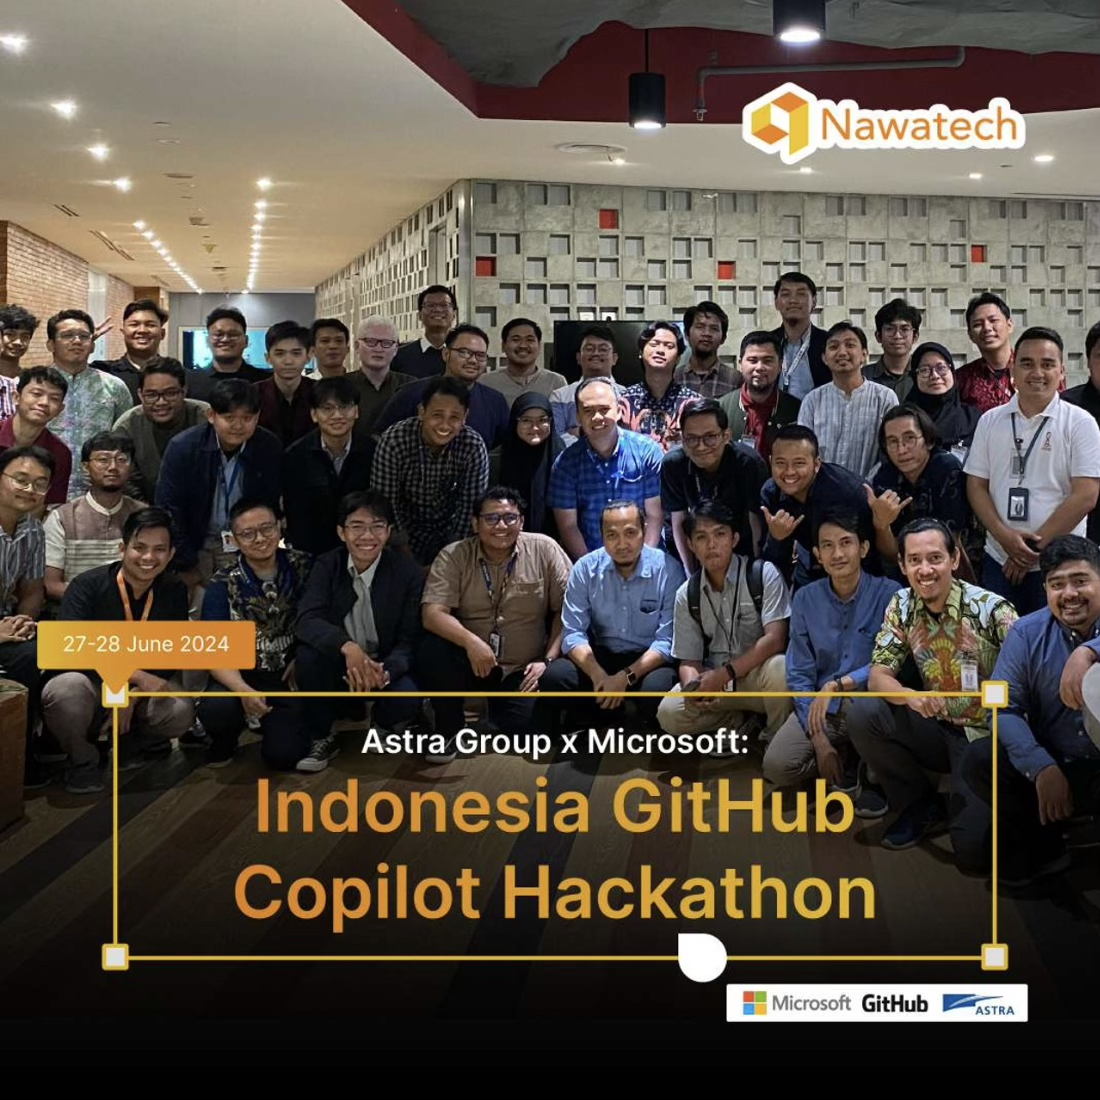 Nawatech
27-28 June 2024
Astra Group x Microsoft:
Indonesia GitHub
Copilot Hackathon
Microsoft GitHub ASTRA